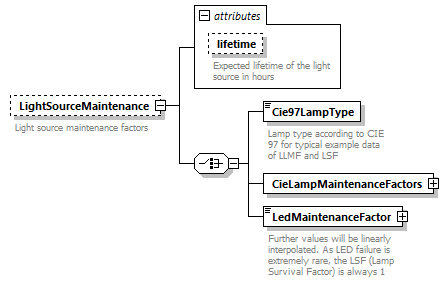 attributes
lifetime
Expected lifetime of the light
source in hours
LightSourceMaintenance
Light source maintenance factors
Cie97LampType
Lamp type according to CIE
97 for typical example data
of LLMF and LSF
CieLampMaintenanceFactors
LedMaintenanceFactor
Further values will be linearly
interpolated. As LED failure is
extremely rare, the LSF (Lamp
Survival Factor) is always 1